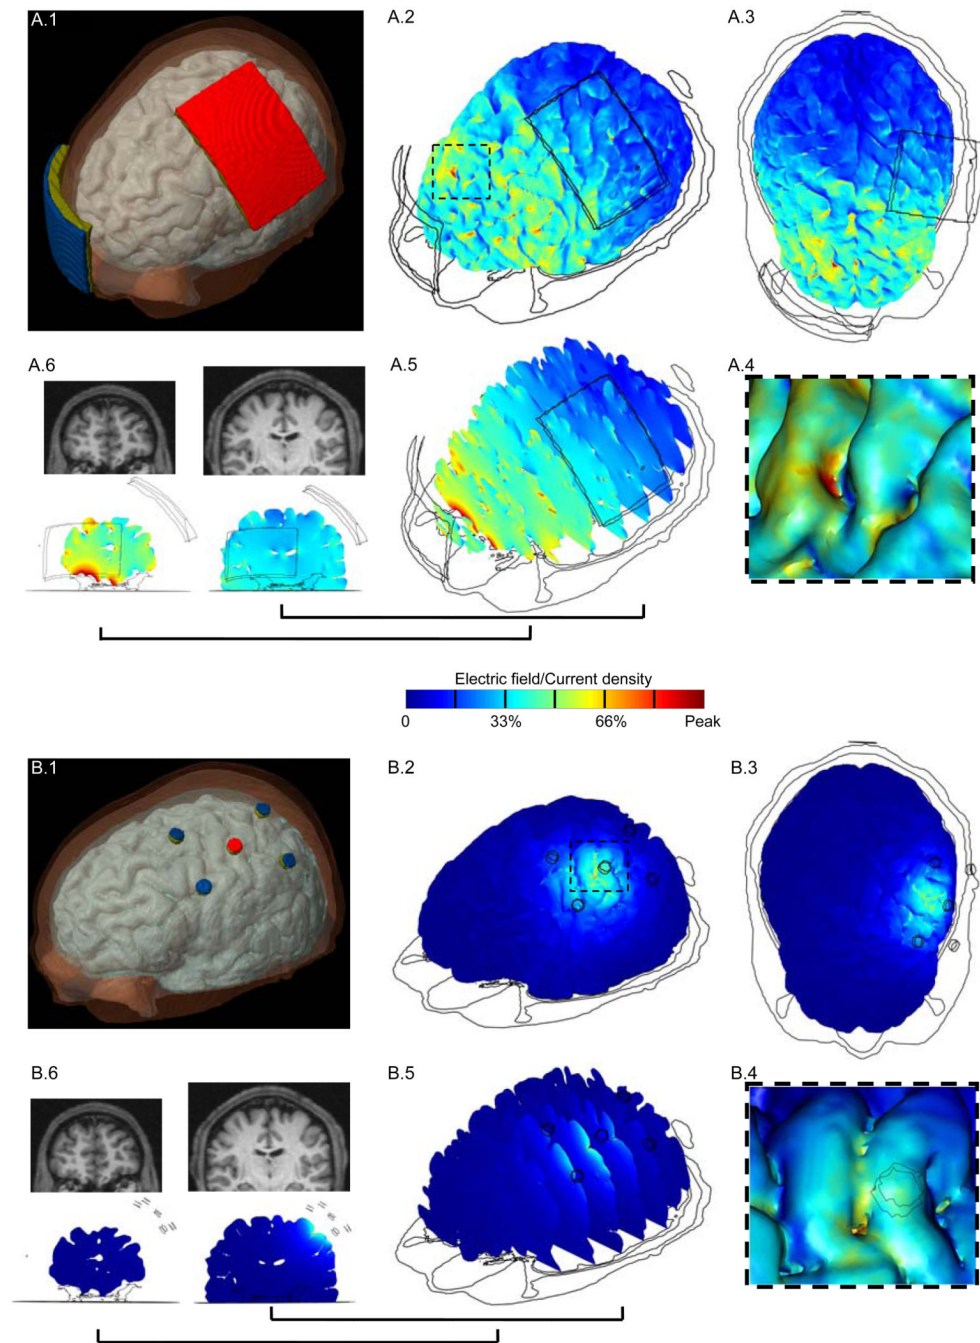 A.1
A.2
A.3
A.6
A.5
A.4
Electric field/Current density
0 33% 66% Peak
B.1
B.2
B.3
B.6
B.5
B.4